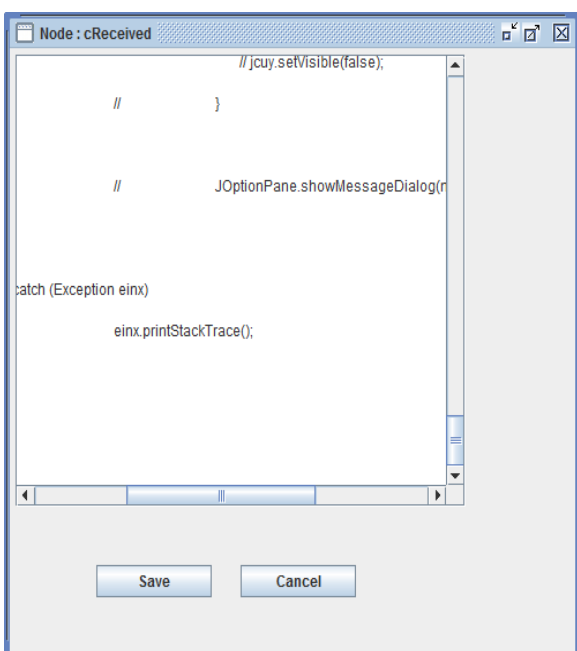 Node : cReceived
// jcuy.setVisible(false);
// }
// JOptionPane.showMessageDialog(
catch (Exception einx)
einx.printStackTrace();
Save Cancel